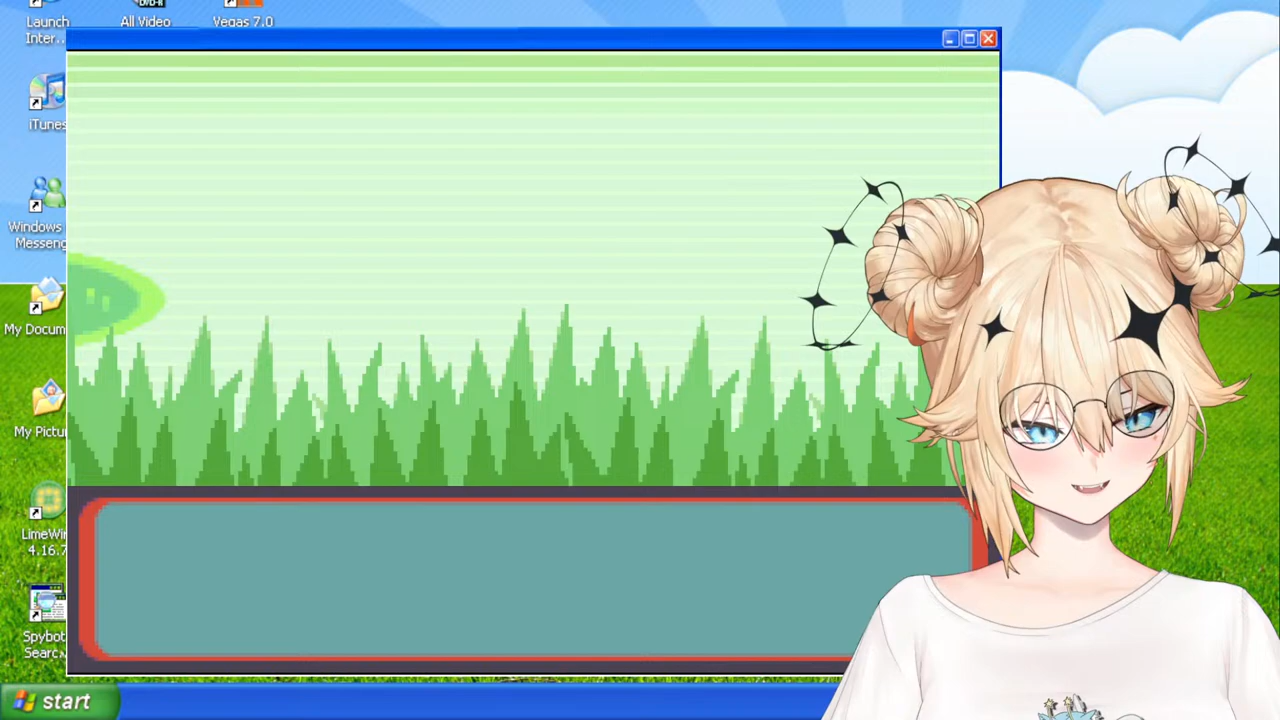 Launch
Inter..
All Video
Vegas 7.0
iTunes
Windows
Messeng
My Docum
My Pictu
LimeWir
4.16.7
Spybot
Searc..
start